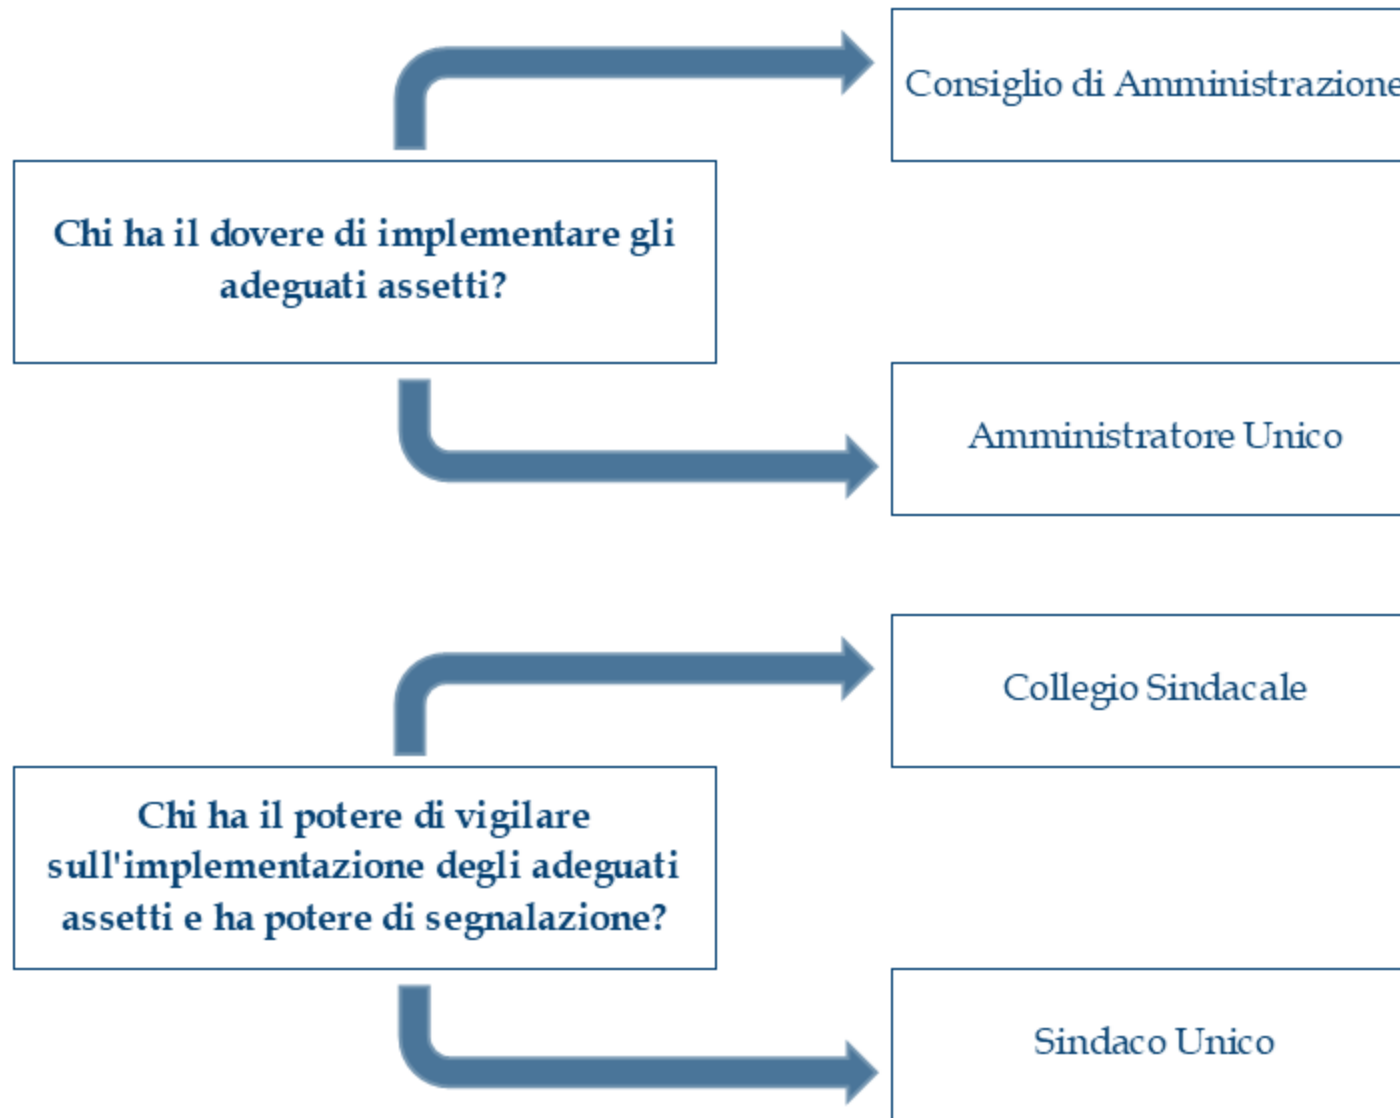 Consiglio di Amministrazione
Chi ha il dovere di implementare gli
adeguati assetti?
Amministratore Unico
Collegio Sindacale
Chi ha il potere di vigilare
sull'implementazione degli adeguati
assetti e ha potere di segnalazione?
Sindaco Unico